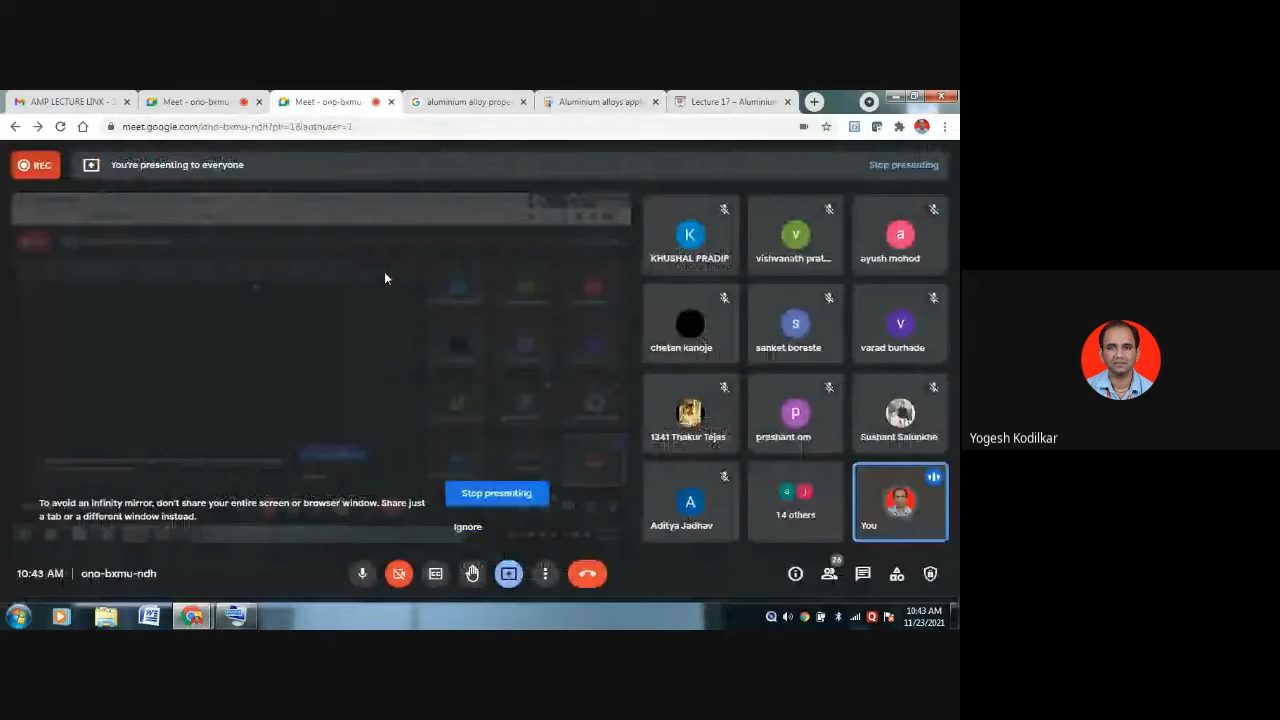 AMP LECTURE LINK -
Meet - ono-bxmu-
Meet - ono-bxmu-
aluminium alloy prope
Aluminium alloys appl
Lecture 17 – Aluminium
meet.google.com/ono-bxmu-ndh?pli=1&authuser=1
REC
You're presenting to everyone
Stop presenting
K
KHUSHAL PRADIP
v
vishvanath prat...
a
ayush mohod
chetan kanoje
s
sanket boraste
v
varad burhade
1341 Thakur Tejas
p
prashant om
Sushant Salunkhe
A
Aditya Jadhav
a j
14 others
You
To avoid an infinity mirror, don't share your entire screen or browser window. Share just
a tab or a different window instead.
Stop presenting
Ignore
10:43 AM | ono-bxmu-ndh
26
10:43 AM
11/23/2021
Yogesh Kodilkar